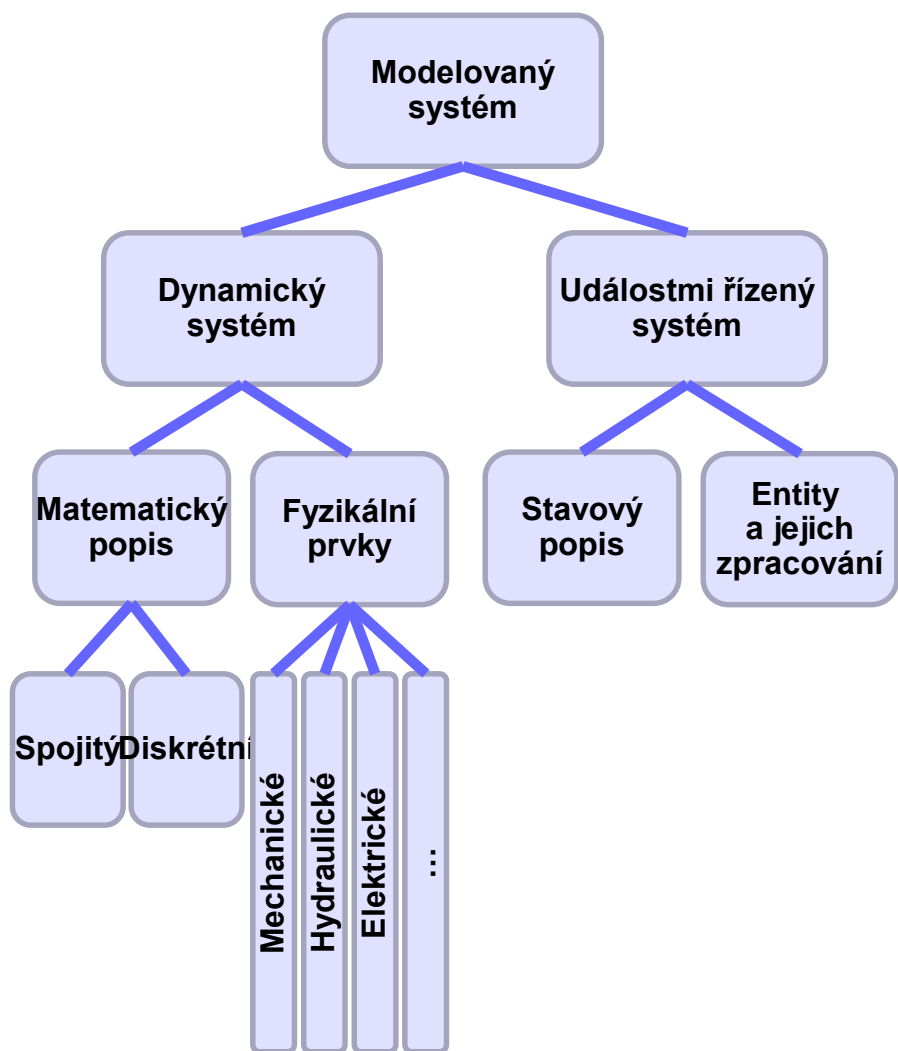 Modelovaný
systém
Dynamický
systém
Událostmi řízený
systém
Matematický
popis
Fyzikální
prvky
Stavový
popis
Entity
a jejich
zpracování
Spojitý
Diskrétní
Mechanické
Hydraulické
Elektrické
...